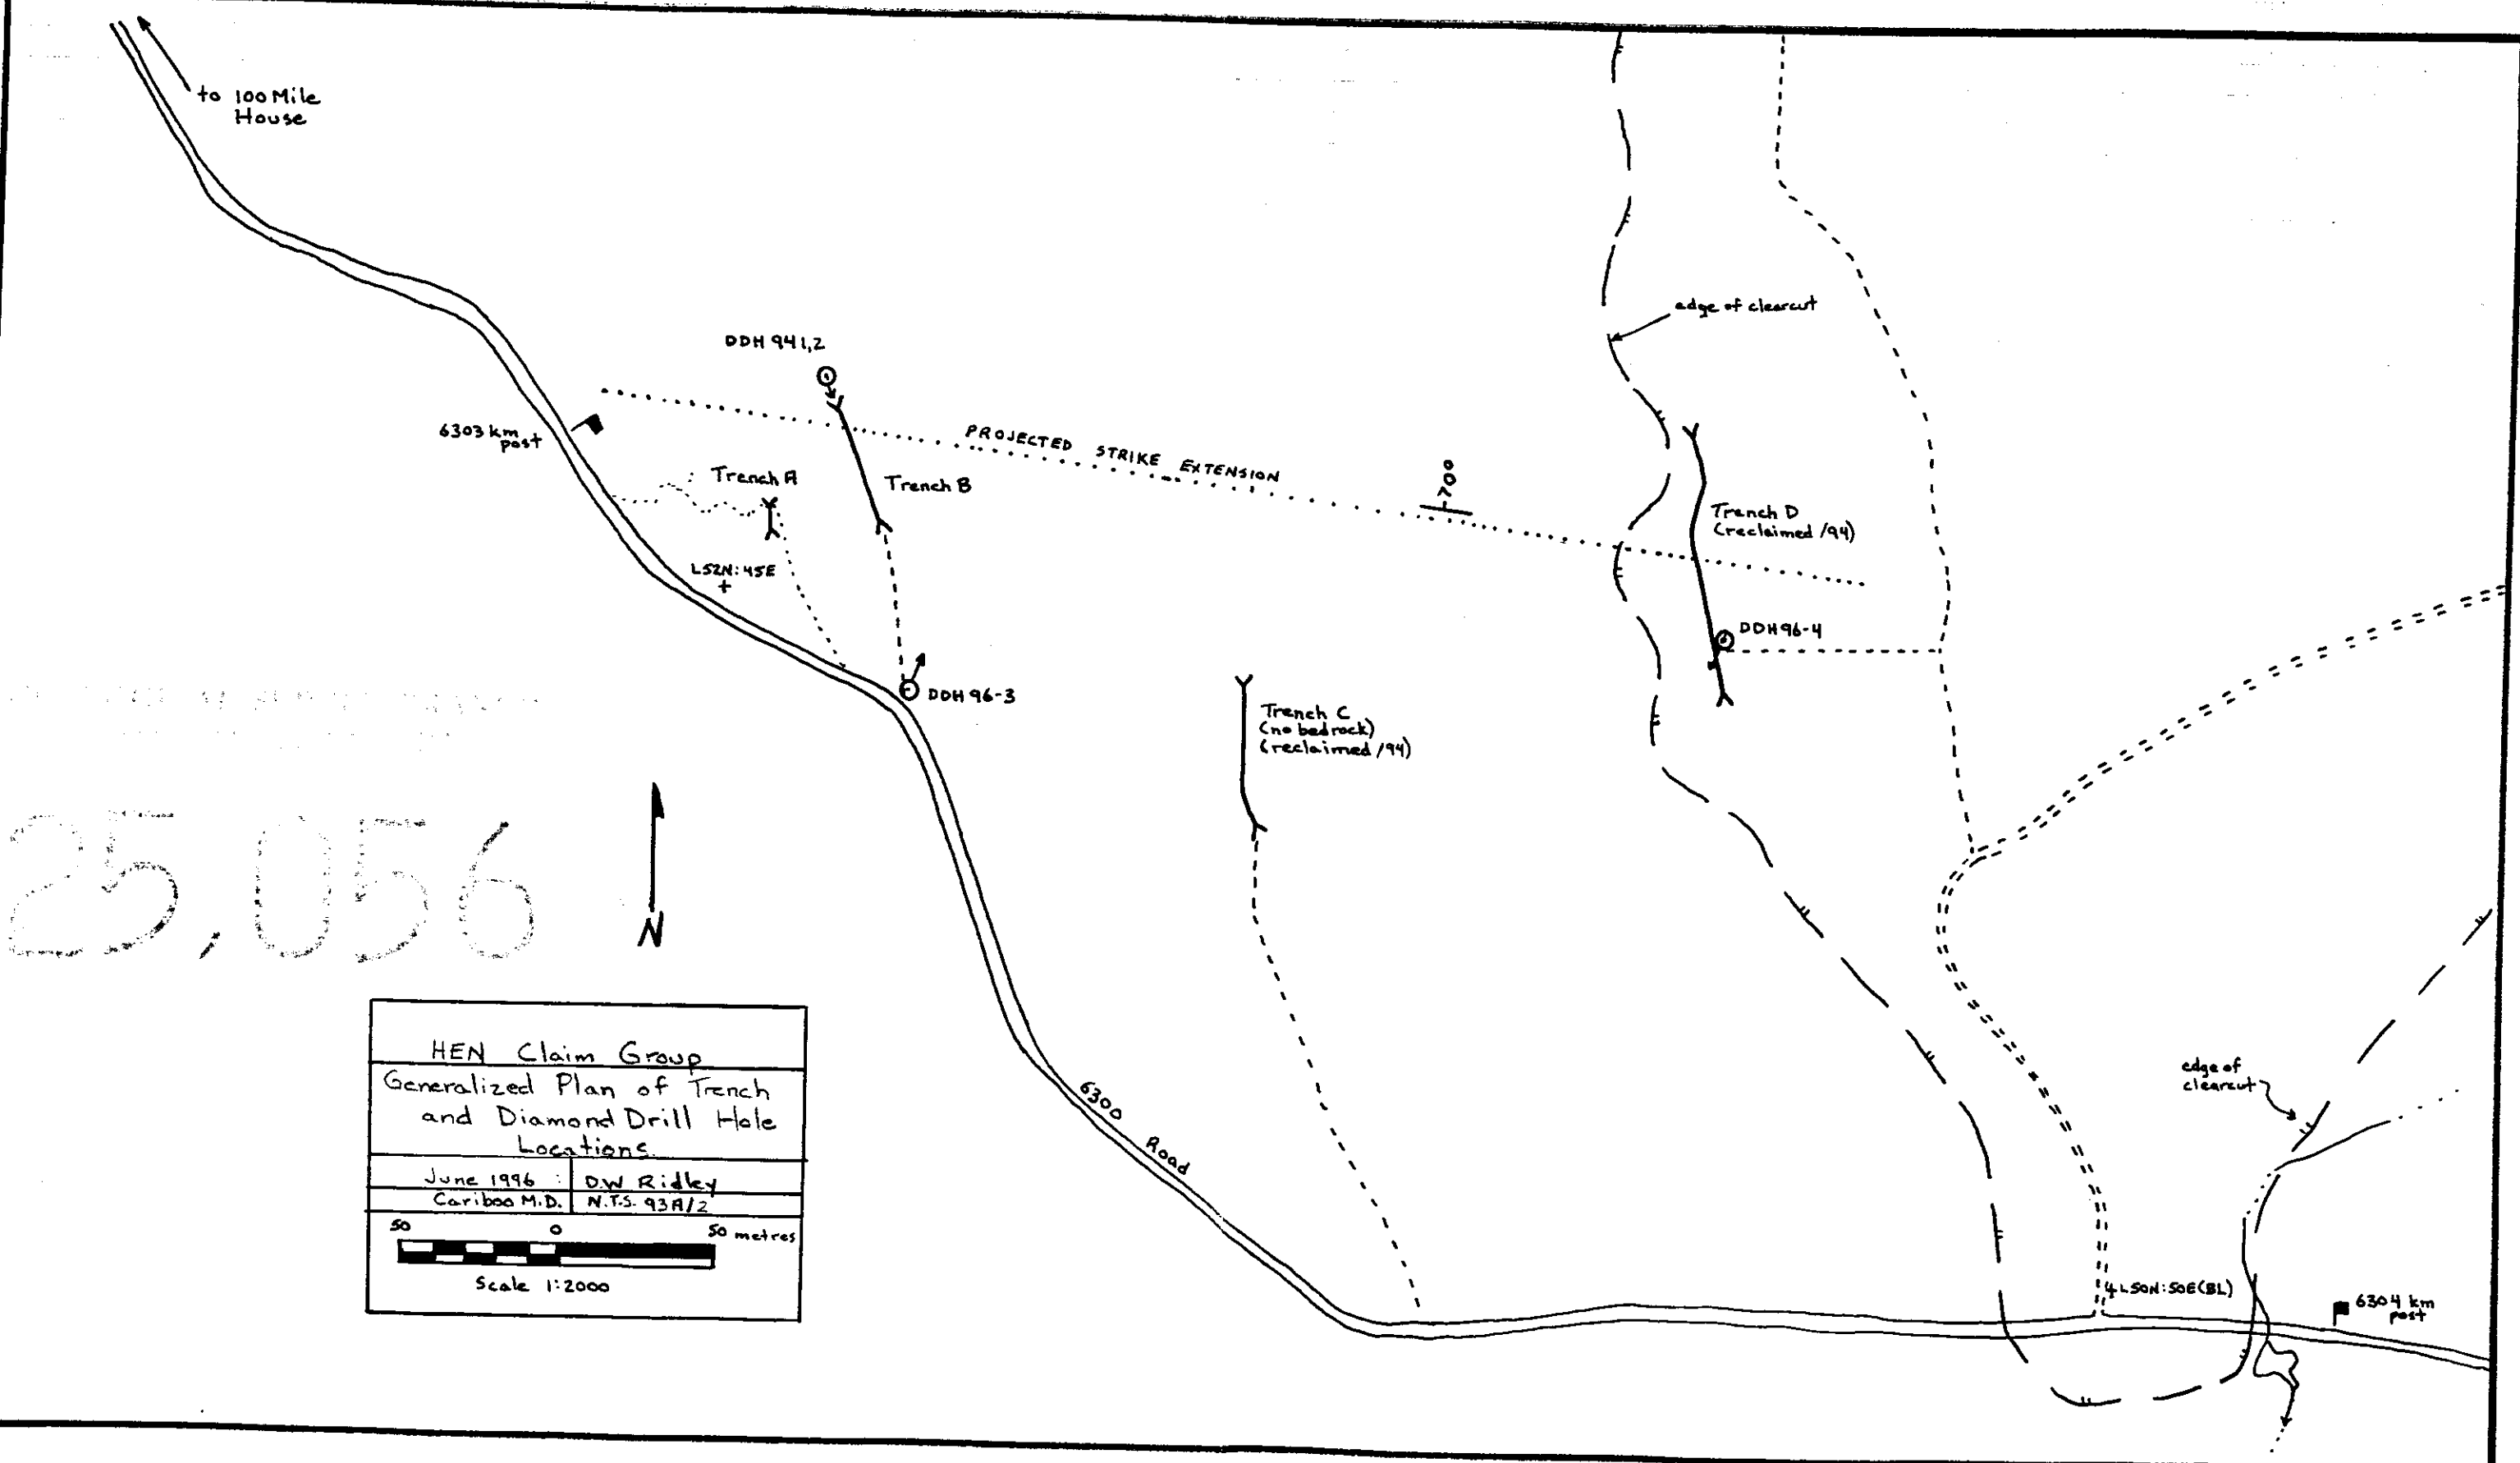 to 100 Mile
House
edge of clearcut
DDH 941,2
6303 km
post
PROJECTED STRIKE EXTENSION
Trench A
Trench B
70°
Trench D
(reclaimed /94)
L52N:45E
DDH 96-4
DDH 96-3
Trench C
(no bedrock)
(reclaimed /94)
25,056
N
HEN Claim Group
Generalized Plan of Trench
and Diamond Drill Hole
Locations.
June 1996 D.W Ridley
Cariboo M.D. N.T.S. 93A/2
50 0 50 metres
Scale 1:2000
6300 Road
edge of
clearcut
L50N:50E(BL)
6304 km
post